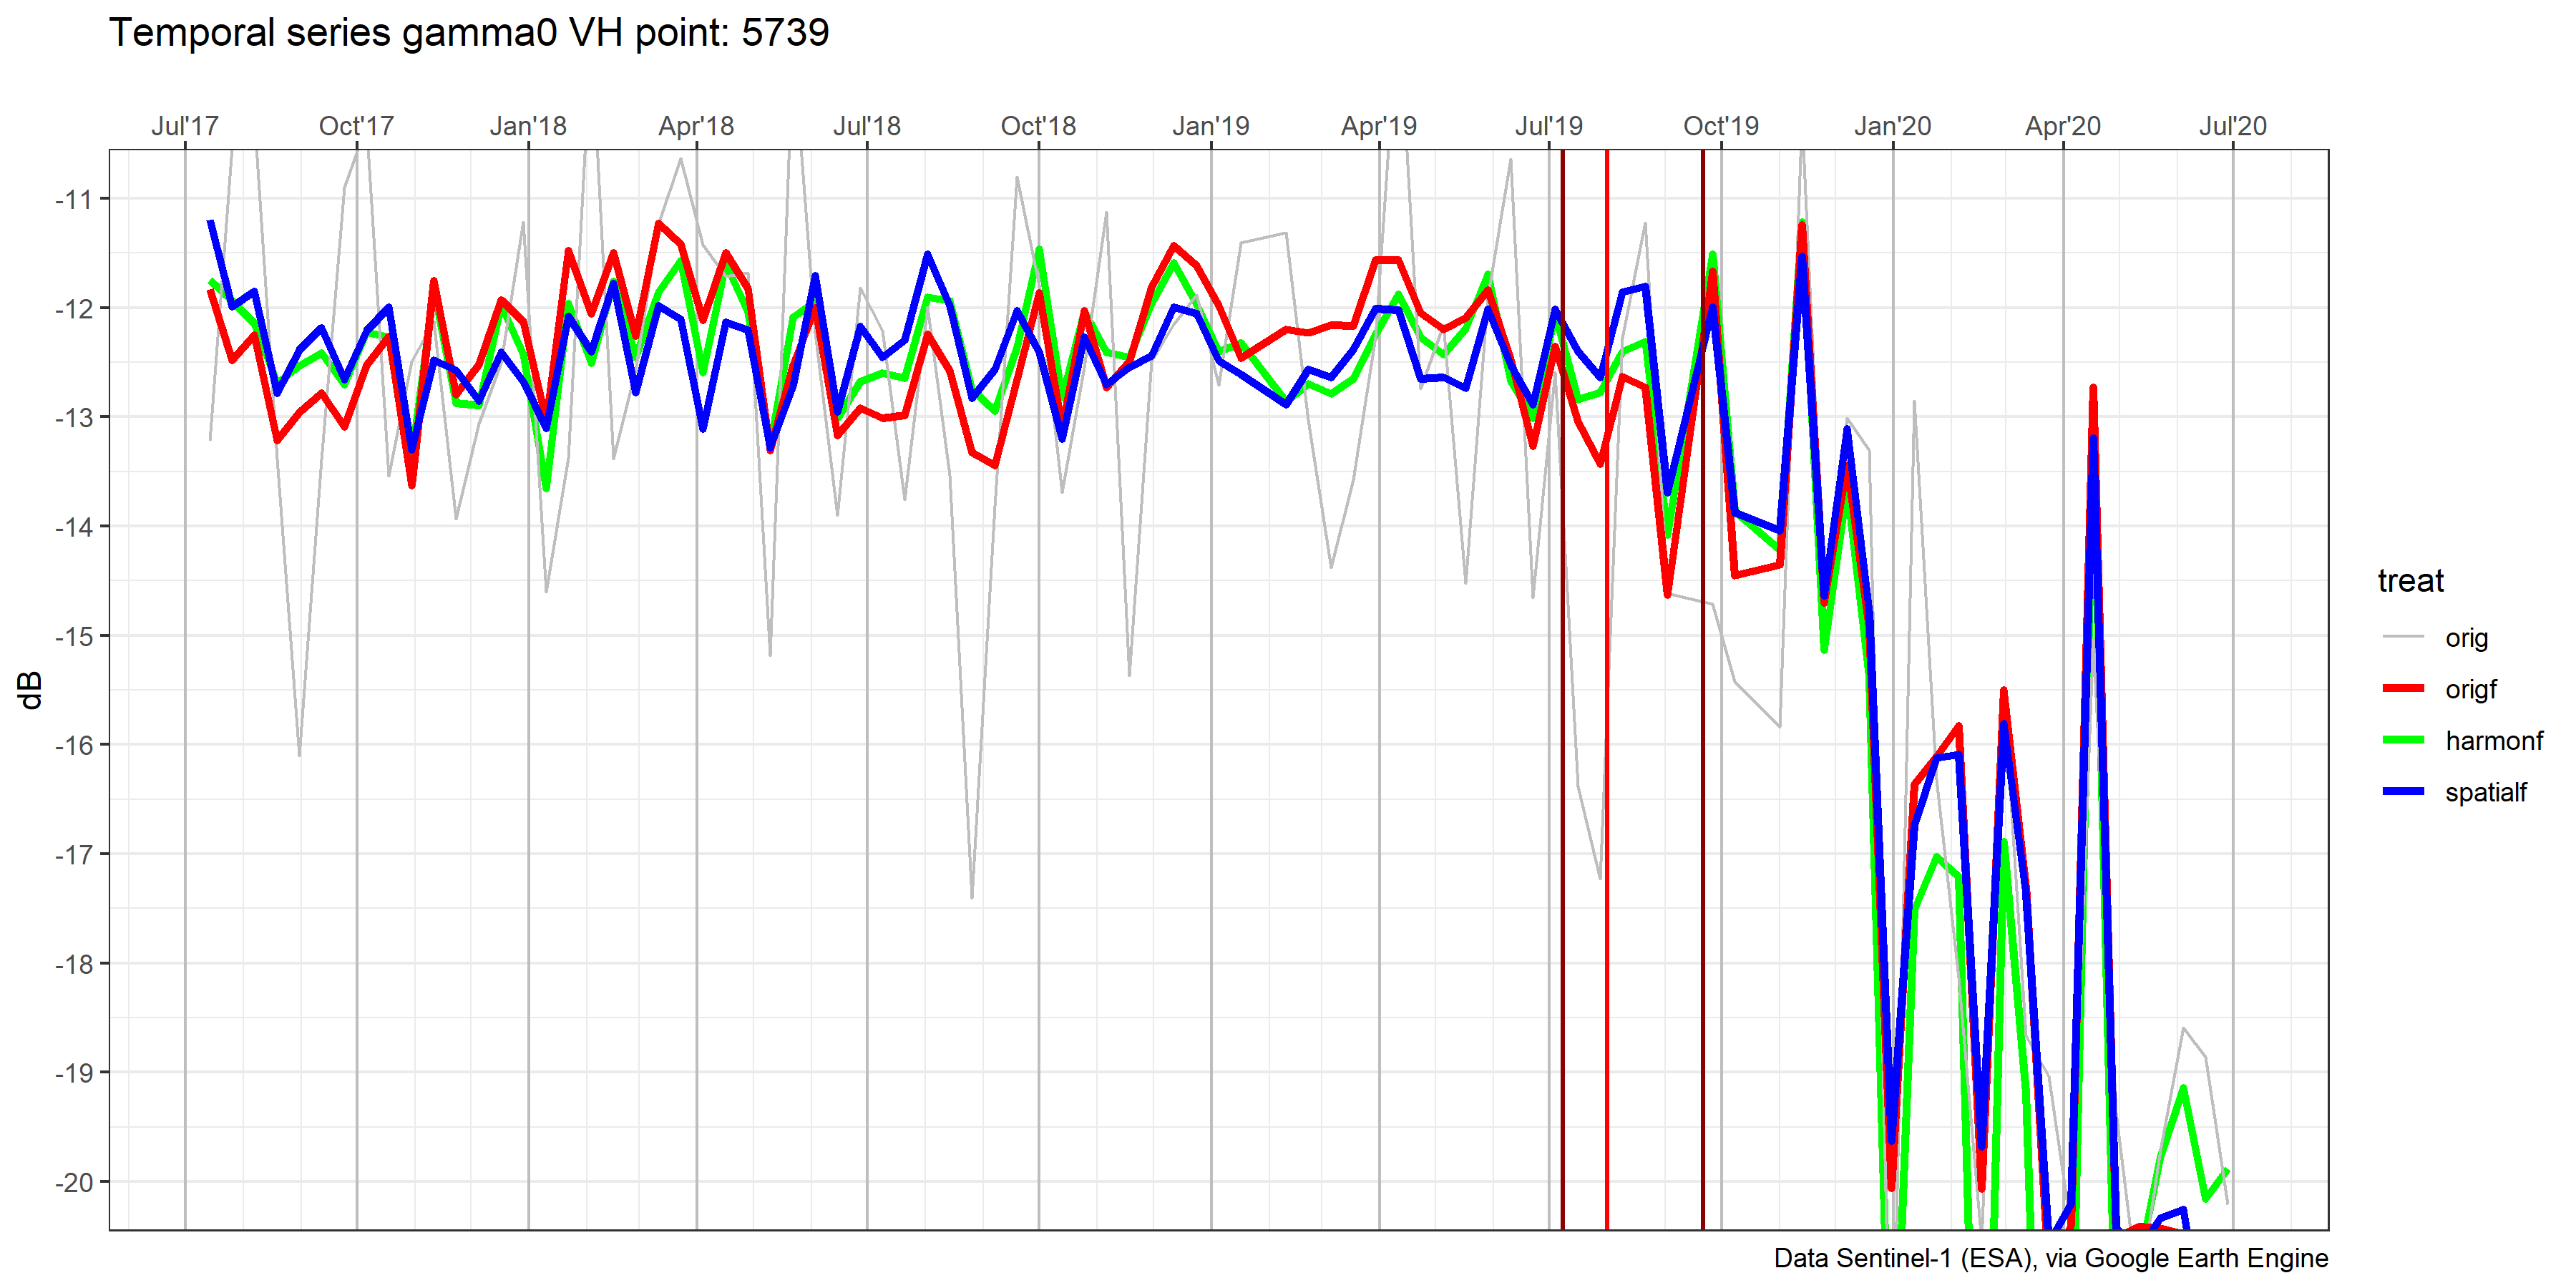 Temporal series gamma0 VH point: 5739
Jul'17 Oct'17 Jan'18 Apr'18 Jul'18 Oct'18 Jan'19 Apr'19 Jul'19 Oct'19 Jan'20 Apr'20 Jul'20
-11
-12
-13
-14
-15
-16
-17
-18
-19
-20
dB
treat
orig
origf
harmonf
spatialf
Data Sentinel-1 (ESA), via Google Earth Engine